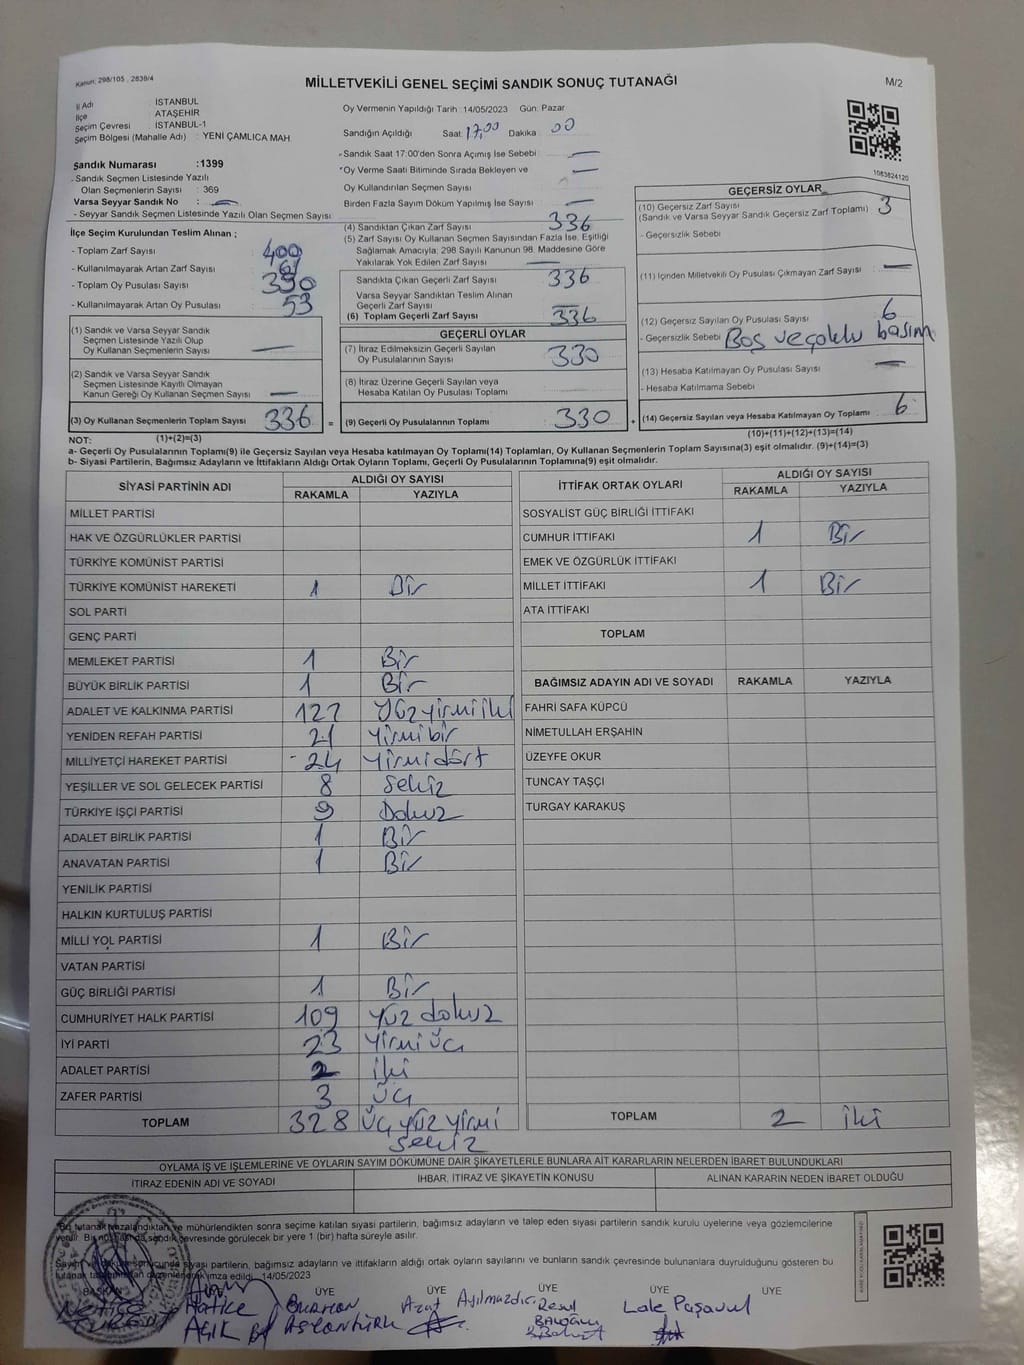 Kanun: 298/105 , 2839/4
MİLLETVEKİLİ GENEL SEÇİMİ SANDIK SONUÇ TUTANAĞI
M/2
İl Adı İSTANBUL
İlçe ATAŞEHİR
Seçim Çevresi İSTANBUL-1
Seçim Bölgesi (Mahalle Adı) : YENİ ÇAMLICA MAH
Sandık Numarası :1399
- Sandık Seçmen Listesinde Yazılı
Olan Seçmenlerin Sayısı : 369
Varsa Seyyar Sandık No : —
- Seyyar Sandık Seçmen Listesinde Yazılı Olan Seçmen Sayısı
Oy Vermenin Yapıldığı Tarih :14/05/2023 Gün: Pazar
Sandığın Açıldığı Saat: 17,00 Dakika : 00
- Sandık Saat 17:00'den Sonra Açımış İse Sebebi : —
*Oy Verme Saati Bitiminde Sırada Bekleyen ve —
Oy Kullandırılan Seçmen Sayısı
Birden Fazla Sayım Döküm Yapılmış İse Sayısı —
1083824120
İlçe Seçim Kurulundan Teslim Alınan ;
- Toplam Zarf Sayısı : 400
- Kullanılmayarak Artan Zarf Sayısı : 61
- Toplam Oy Pusulası Sayısı : 390
- Kullanılmayarak Artan Oy Pusulası : 53
(1) Sandık ve Varsa Seyyar Sandık
Seçmen Listesinde Yazılı Olup
Oy Kullanan Seçmenlerin Sayısı —
(2) Sandık ve Varsa Seyyar Sandık
Seçmen Listesinde Kayıtlı Olmayan
Kanun Gereği Oy Kullanan Seçmen Sayısı —
(3) Oy Kullanan Seçmenlerin Toplam Sayısı 336 =
(4) Sandıktan Çıkan Zarf Sayısı 336
(5) Zarf Sayısı Oy Kullanan Seçmen Sayısından Fazla İse, Eşitliği
Sağlamak Amacıyla; 298 Sayılı Kanunun 98. Maddesine Göre
Yakılarak Yok Edilen Zarf Sayısı —
Sandıkta Çıkan Geçerli Zarf Sayısı 336
Varsa Seyyar Sandıktan Teslim Alınan
Geçerli Zarf Sayısı —
(6) Toplam Geçerli Zarf Sayısı 336
GEÇERLİ OYLAR
(7) İtiraz Edilmeksizin Geçerli Sayılan
Oy Pusulalarının Sayısı 330
(8) İtiraz Üzerine Geçerli Sayılan veya
Hesaba Katılan Oy Pusulası Toplamı
(9) Geçerli Oy Pusulalarının Toplamı 330 +
GEÇERSİZ OYLAR
(10) Geçersiz Zarf Sayısı 3
(Sandık ve Varsa Seyyar Sandık Geçersiz Zarf Toplamı)
- Geçersizlik Sebebi
(11) İçinden Milletvekili Oy Pusulası Çıkmayan Zarf Sayısı —
(12) Geçersiz Sayılan Oy Pusulası Sayısı 6
- Geçersizlik Sebebi Boş ve çoklu basım
(13) Hesaba Katılmayan Oy Pusulası Sayısı —
- Hesaba Katılmama Sebebi
(14) Geçersiz Sayılan veya Hesaba Katılmayan Oy Toplamı 6
NOT: (1)+(2)=(3) (10)+(11)+(12)+(13)=(14)
a- Geçerli Oy Pusulalarının Toplamı(9) ile Geçersiz Sayılan veya Hesaba katılmayan Oy Toplamı(14) Toplamları, Oy Kullanan Seçmenlerin Toplam Sayısına(3) eşit olmalıdır. (9)+(14)=(3)
b- Siyasi Partilerin, Bağımsız Adayların ve İttifakların Aldığı Ortak Oyların Toplamı, Geçerli Oy Pusulalarının Toplamına(9) eşit olmalıdır.
SİYASİ PARTİNİN ADI ALDIĞI OY SAYISI
RAKAMLA YAZIYLA
MİLLET PARTİSİ
HAK VE ÖZGÜRLÜKLER PARTİSİ
TÜRKİYE KOMÜNİST PARTİSİ
TÜRKİYE KOMÜNİST HAREKETİ 1 Bir
SOL PARTİ
GENÇ PARTİ
MEMLEKET PARTİSİ 1 Bir
BÜYÜK BİRLİK PARTİSİ 1 Bir
ADALET VE KALKINMA PARTİSİ 122 Yüz yirmi iki
YENİDEN REFAH PARTİSİ 21 Yirmi bir
MİLLİYETÇİ HAREKET PARTİSİ - 24 Yirmi dört
YEŞİLLER VE SOL GELECEK PARTİSİ 8 Sekiz
TÜRKİYE İŞÇİ PARTİSİ 9 Dokuz
ADALET BİRLİK PARTİSİ 1 Bir
ANAVATAN PARTİSİ 1 Bir
YENİLİK PARTİSİ
HALKIN KURTULUŞ PARTİSİ
MİLLİ YOL PARTİSİ 1 Bir
VATAN PARTİSİ
GÜÇ BİRLİĞİ PARTİSİ 1 Bir
CUMHURİYET HALK PARTİSİ 109 Yüz dokuz
İYİ PARTİ 23 Yirmi üç
ADALET PARTİSİ 2 iki
ZAFER PARTİSİ 3 Üç
TOPLAM 328 Üç yüz yirmi
sekiz
İTTİFAK ORTAK OYLARI ALDIĞI OY SAYISI
RAKAMLA YAZIYLA
SOSYALİST GÜÇ BİRLİĞİ İTTİFAKI
CUMHUR İTTİFAKI 1 Bir
EMEK VE ÖZGÜRLÜK İTTİFAKI
MİLLET İTTİFAKI 1 Bir
ATA İTTİFAKI
TOPLAM
BAĞIMSIZ ADAYIN ADI VE SOYADI RAKAMLA YAZIYLA
FAHRİ SAFA KÜPCÜ
NİMETULLAH ERŞAHİN
ÜZEYFE OKUR
TUNCAY TAŞÇI
TURGAY KARAKUŞ
TOPLAM 2 iki
OYLAMA İŞ VE İŞLEMLERİNE VE OYLARIN SAYIM DÖKÜMÜNE DAİR ŞİKAYETLERLE BUNLARA AİT KARARLARIN NELERDEN İBARET BULUNDUKLARI
İTİRAZ EDENİN ADI VE SOYADI İHBAR, İTİRAZ VE ŞİKAYETİN KONUSU ALINAN KARARIN NEDEN İBARET OLDUĞU
*Bu tutanak yazalandıktan ve mühürlendikten sonra seçime katılan siyasi partilerin, bağımsız adayların ve talep eden siyasi partilerin sandık kurulu üyelerine veya gözlemcilerine
verilir. Bir sandık çevresinde görülecek bir yere 1 (bir) hafta süreyle asılır.
siyasi partilerin, bağımsız adayların ve ittifakların aldığı ortak oyların sayılarını ve bunların sandık çevresinde bulunanlara duyrulduğunu gösteren bu
imza edildi. 14/05/2023
BAŞKAN ÜYE ÜYE ÜYE ÜYE ÜYE
Hatice BURHAN Azat Aşılmazdır Resul Lale Paşavul
AÇIK ASLANTÜRK